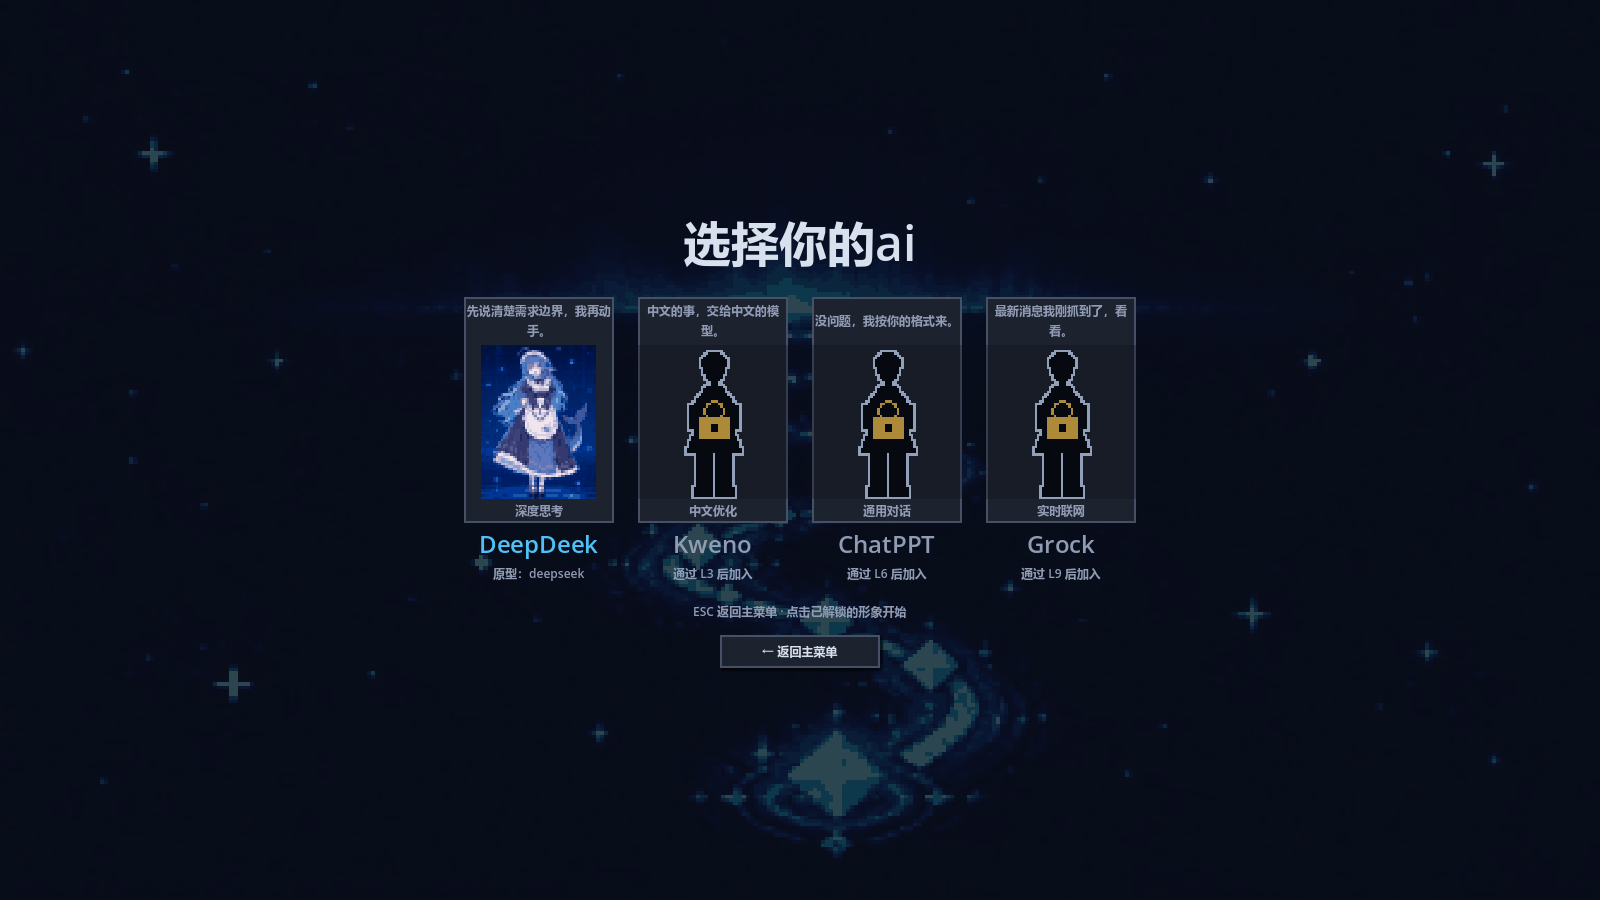 选择你的ai
先说清楚需求边界，我再动
手。
中文的事，交给中文的模
型。
没问题，我按你的格式来。
最新消息我刚抓到了，看
看。
深度思考
中文优化
通用对话
实时联网
DeepDeek
Kweno
ChatPPT
Grock
原型：deepseek
通过 L3 后加入
通过 L6 后加入
通过 L9 后加入
ESC 返回主菜单 · 点击已解锁的形象开始
← 返回主菜单